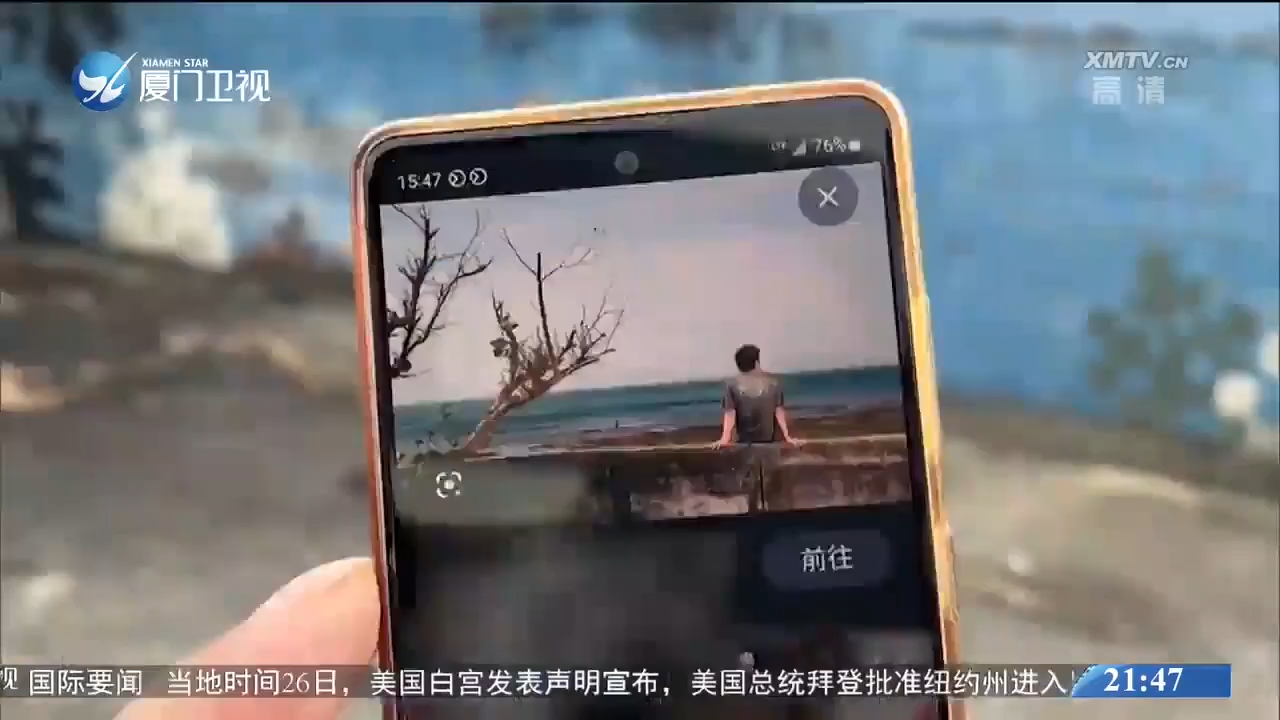 XIAMEN STAR
厦门卫视
XMTV.CN
高清
15:47
76%
前往
国际要闻 当地时间26日，美国白宫发表声明宣布，美国总统拜登批准纽约州进入
21:47